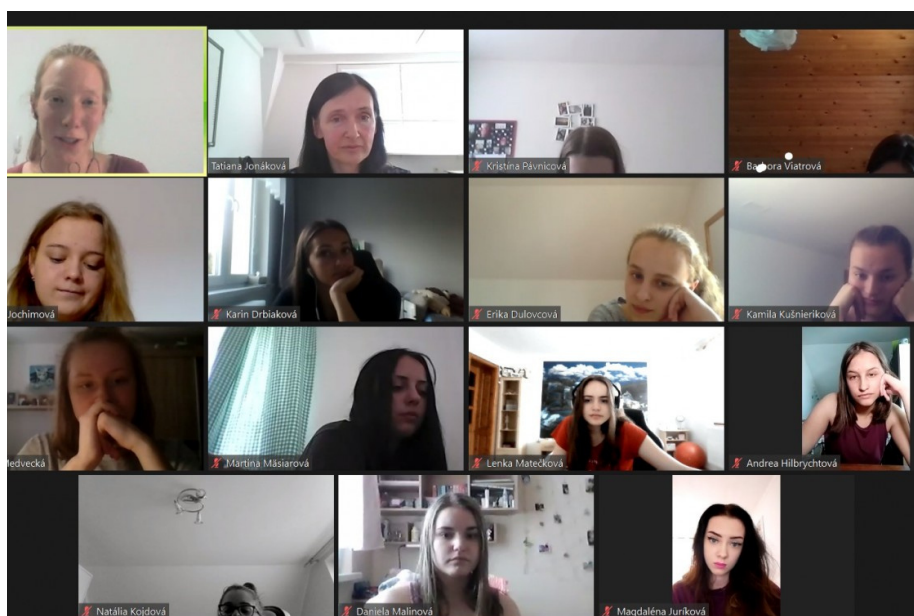 Tatiana Jonáková
Kristína Pávnicová
Barbora Viatrová
Jochimová
Karin Drbiaková
Erika Dulovcová
Kamila Kušnieriková
Medvecká
Martina Mäsiarová
Lenka Matečková
Andrea Hilbrychtová
Natália Kojdová
Daniela Malinová
Magdaléna Juríková